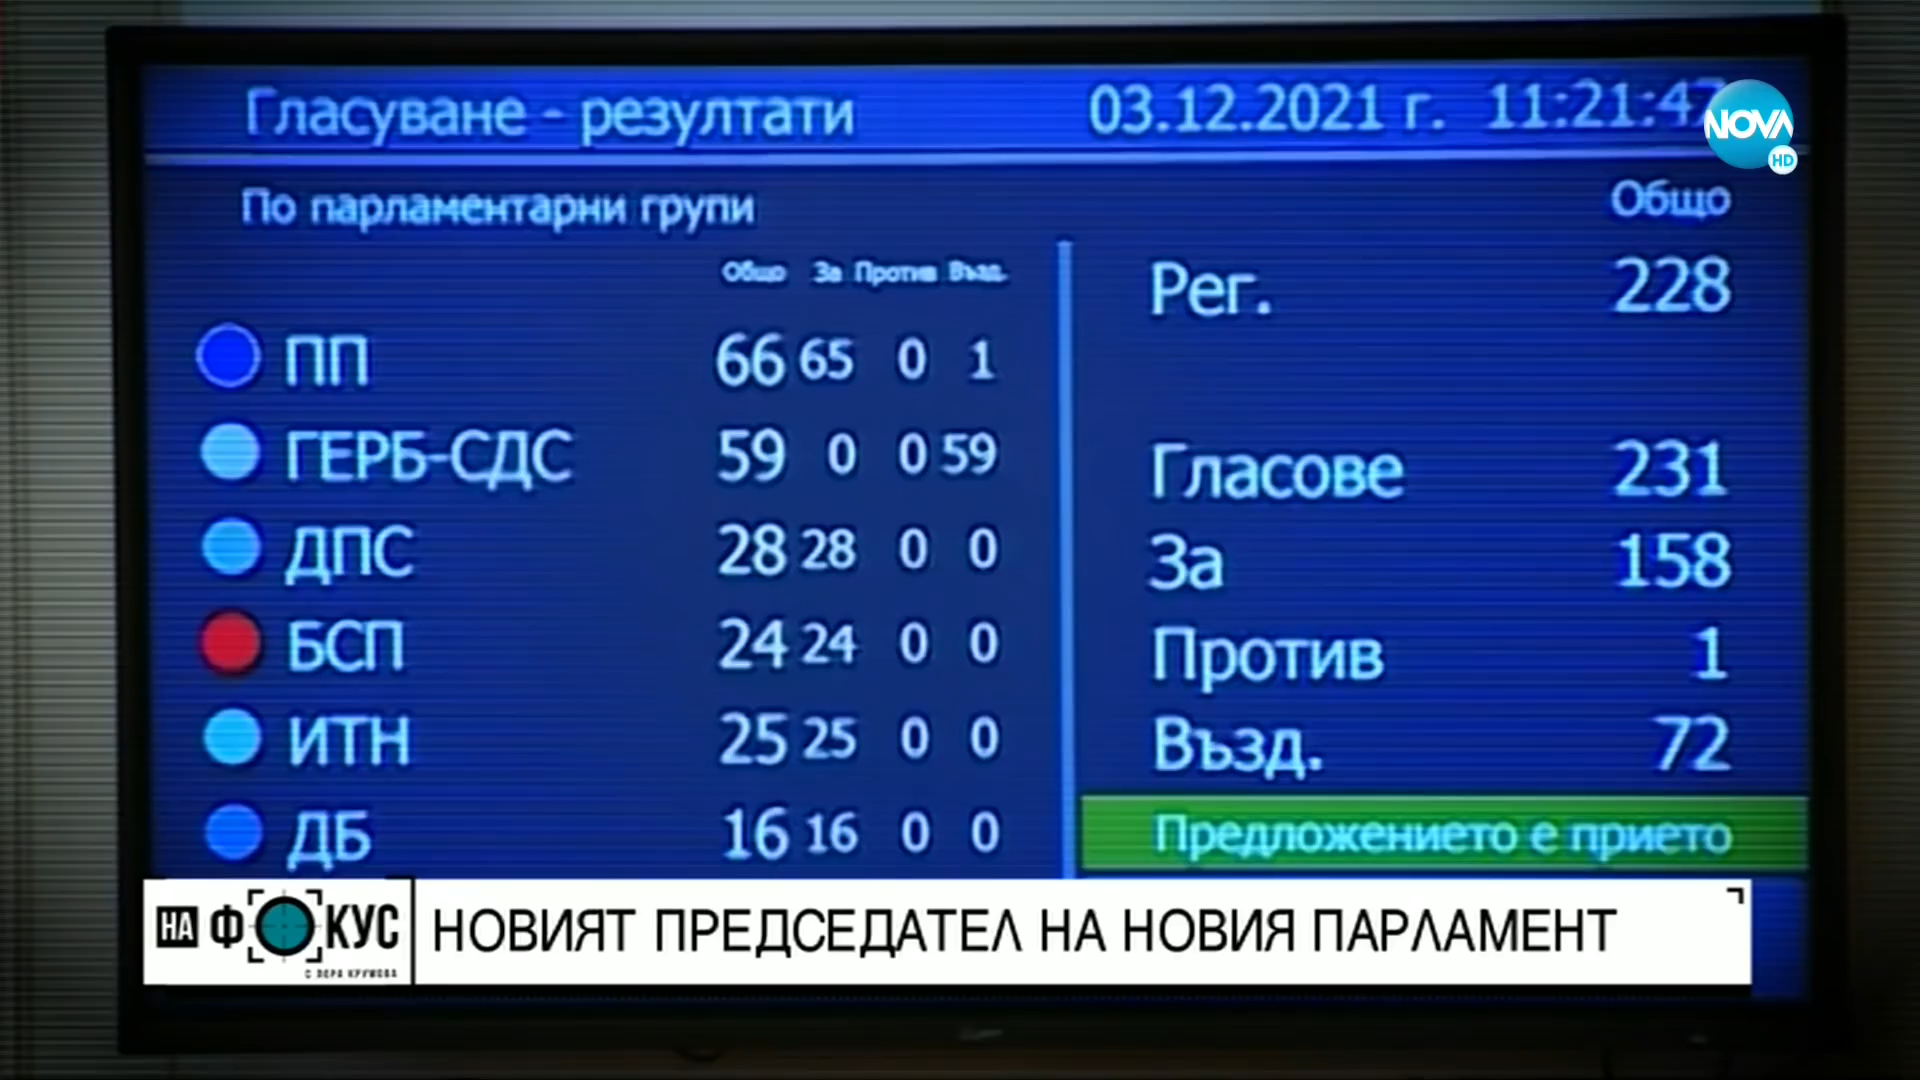 Гласуване - резултати 03.12.2021 г. 11:21:47
NOVA
HD
По парламентарни групи Общо
Общо За Против Възд.
Рег. 228
ПП 66 65 0 1
ГЕРБ-СДС 59 0 0 59
Гласове 231
ДПС 28 28 0 0
За 158
БСП 24 24 0 0
Против 1
ИТН 25 25 0 0
Възд. 72
ДБ 16 16 0 0
Предложението е прието
НА ФОКУС
С ЛОРА КРУМОВА
НОВИЯТ ПРЕДСЕДАТЕЛ НА НОВИЯ ПАРЛАМЕНТ